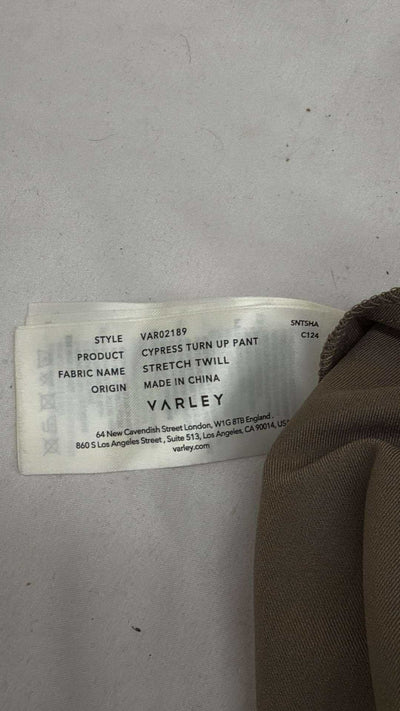 STYLE VAR02189
PRODUCT CYPRESS TURN UP PANT
FABRIC NAME STRETCH TWILL
ORIGIN MADE IN CHINA
SNTSHA
C124
VARLEY
64 New Cavendish Street London, W1G 8TB England.
860 S Los Angeles Street, Suite 513, Los Angeles, CA 90014,
varley.com